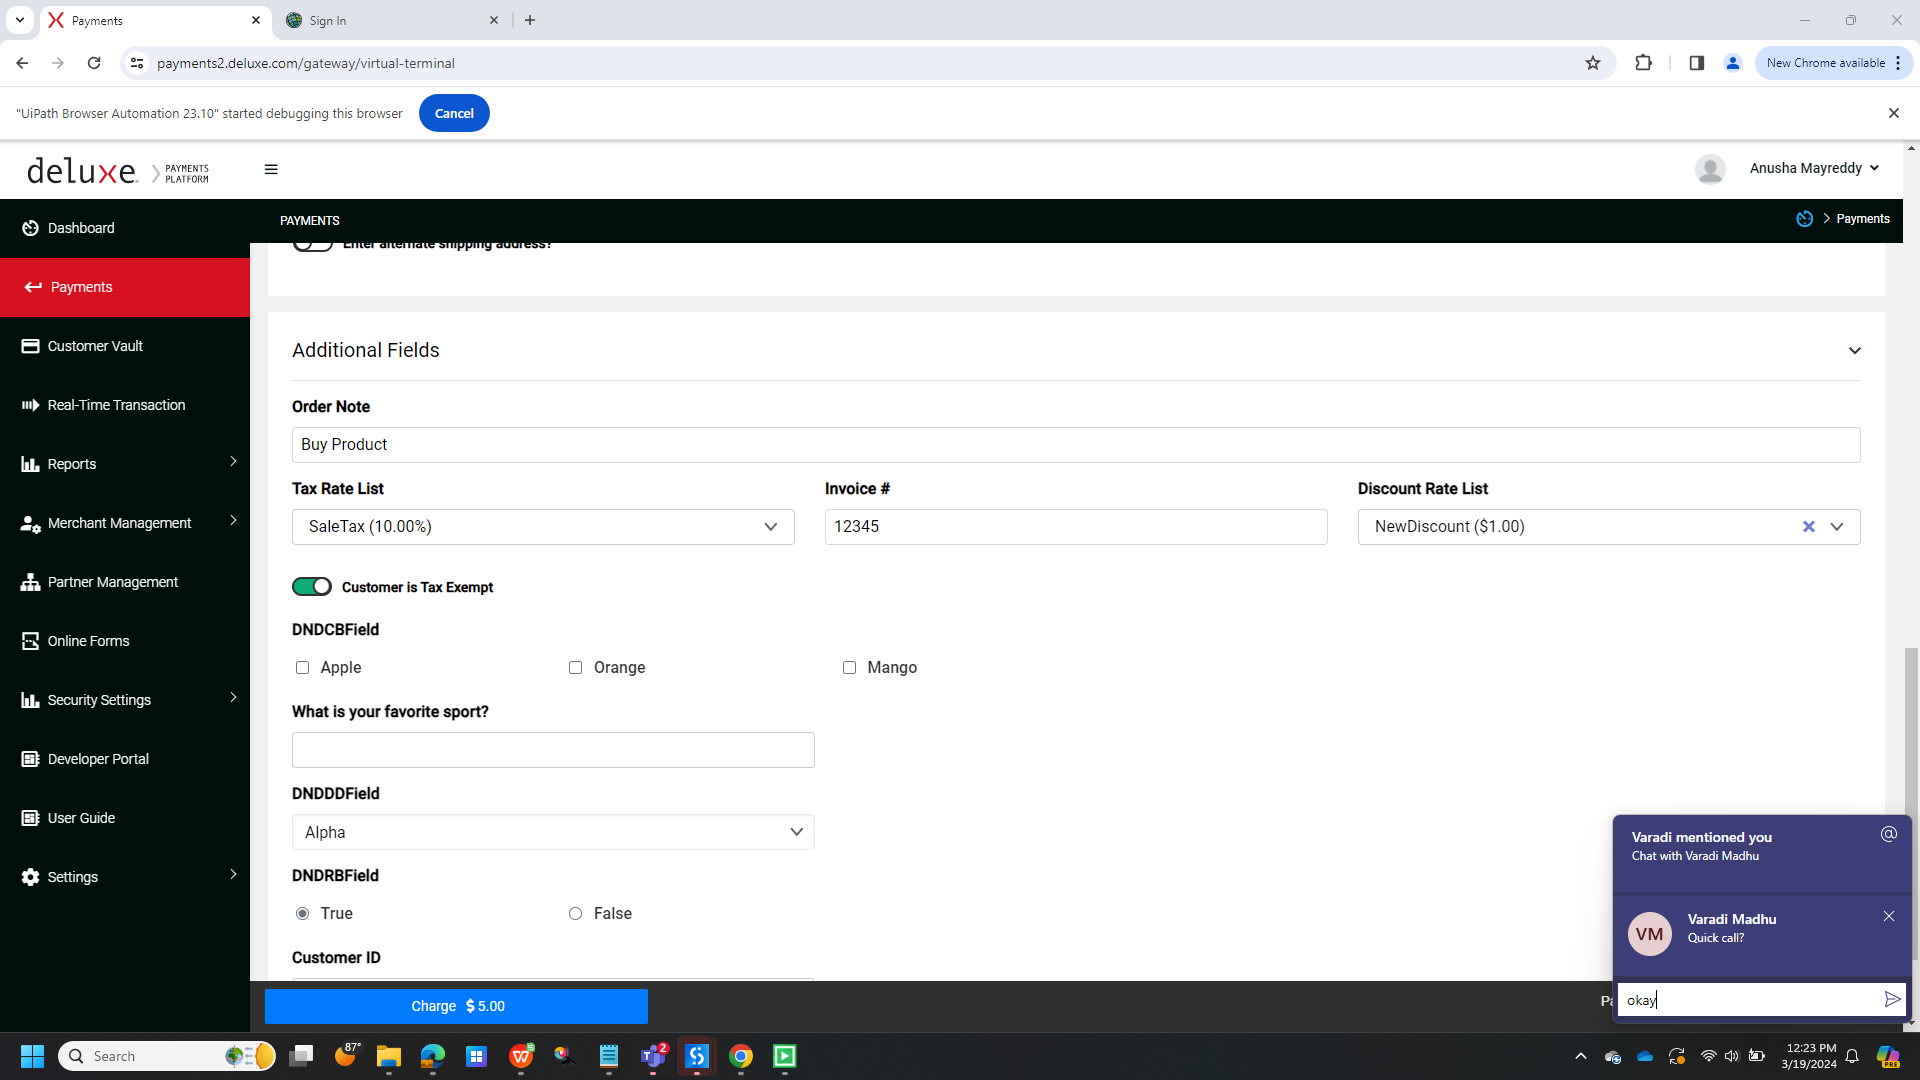 Payments
Sign In
payments2.deluxe.com/gateway/virtual-terminal
New Chrome available
"UiPath Browser Automation 23.10" started debugging this browser
Cancel
deluxe.
PAYMENTS
PLATFORM
Anusha Mayreddy
Dashboard
PAYMENTS
Payments
Enter alternate shipping address?
Payments
Customer Vault
Real-Time Transaction
Reports
Merchant Management
Partner Management
Online Forms
Security Settings
Developer Portal
User Guide
Settings
Additional Fields
Order Note
Buy Product
Tax Rate List
Invoice #
Discount Rate List
SaleTax (10.00%)
12345
NewDiscount ($1.00)
Customer is Tax Exempt
DNDCBField
Apple
Orange
Mango
What is your favorite sport?
DNDDDField
Alpha
DNDRBField
True
False
Customer ID
Charge $ 5.00
Varadi mentioned you
Chat with Varadi Madhu
VM
Varadi Madhu
Quick call?
okay
Search
87°
2
12:23 PM
3/19/2024
PRE